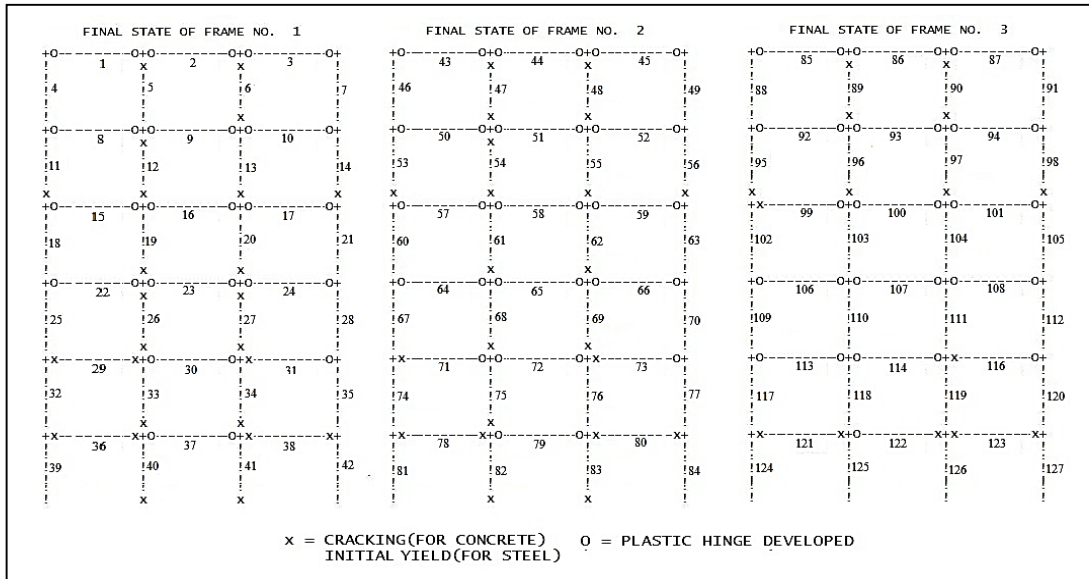 FINAL STATE OF FRAME NO. 1 FINAL STATE OF FRAME NO. 2 FINAL STATE OF FRAME NO. 3
1 2 3 43 44 45 85 86 87
4 5 6 7 46 47 48 49 88 89 90 91
8 9 10 50 51 52 92 93 94
11 12 13 14 53 54 55 56 95 96 97 98
15 16 17 57 58 59 99 100 101
18 19 20 21 60 61 62 63 102 103 104 105
22 23 24 64 65 66 106 107 108
25 26 27 28 67 68 69 70 109 110 111 112
29 30 31 71 72 73 113 114 116
32 33 34 35 74 75 76 77 117 118 119 120
36 37 38 78 79 80 121 122 123
39 40 41 42 81 82 83 84 124 125 126 127
x = CRACKING(FOR CONCRETE) O = PLASTIC HINGE DEVELOPED
INITIAL YIELD(FOR STEEL)